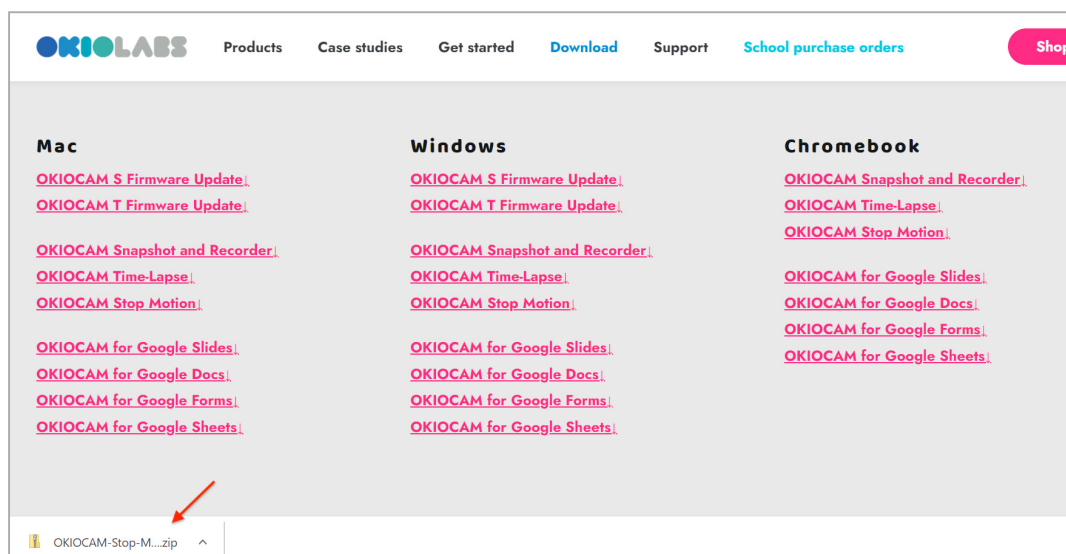 OKIOLABS Products Case studies Get started Download Support School purchase orders Shop
Mac
OKIOCAM S Firmware Update↓
OKIOCAM T Firmware Update↓
OKIOCAM Snapshot and Recorder↓
OKIOCAM Time-Lapse↓
OKIOCAM Stop Motion↓
OKIOCAM for Google Slides↓
OKIOCAM for Google Docs↓
OKIOCAM for Google Forms↓
OKIOCAM for Google Sheets↓
Windows
OKIOCAM S Firmware Update↓
OKIOCAM T Firmware Update↓
OKIOCAM Snapshot and Recorder↓
OKIOCAM Time-Lapse↓
OKIOCAM Stop Motion↓
OKIOCAM for Google Slides↓
OKIOCAM for Google Docs↓
OKIOCAM for Google Forms↓
OKIOCAM for Google Sheets↓
Chromebook
OKIOCAM Snapshot and Recorder↓
OKIOCAM Time-Lapse↓
OKIOCAM Stop Motion↓
OKIOCAM for Google Slides↓
OKIOCAM for Google Docs↓
OKIOCAM for Google Forms↓
OKIOCAM for Google Sheets↓
OKIOCAM-Stop-M....zip